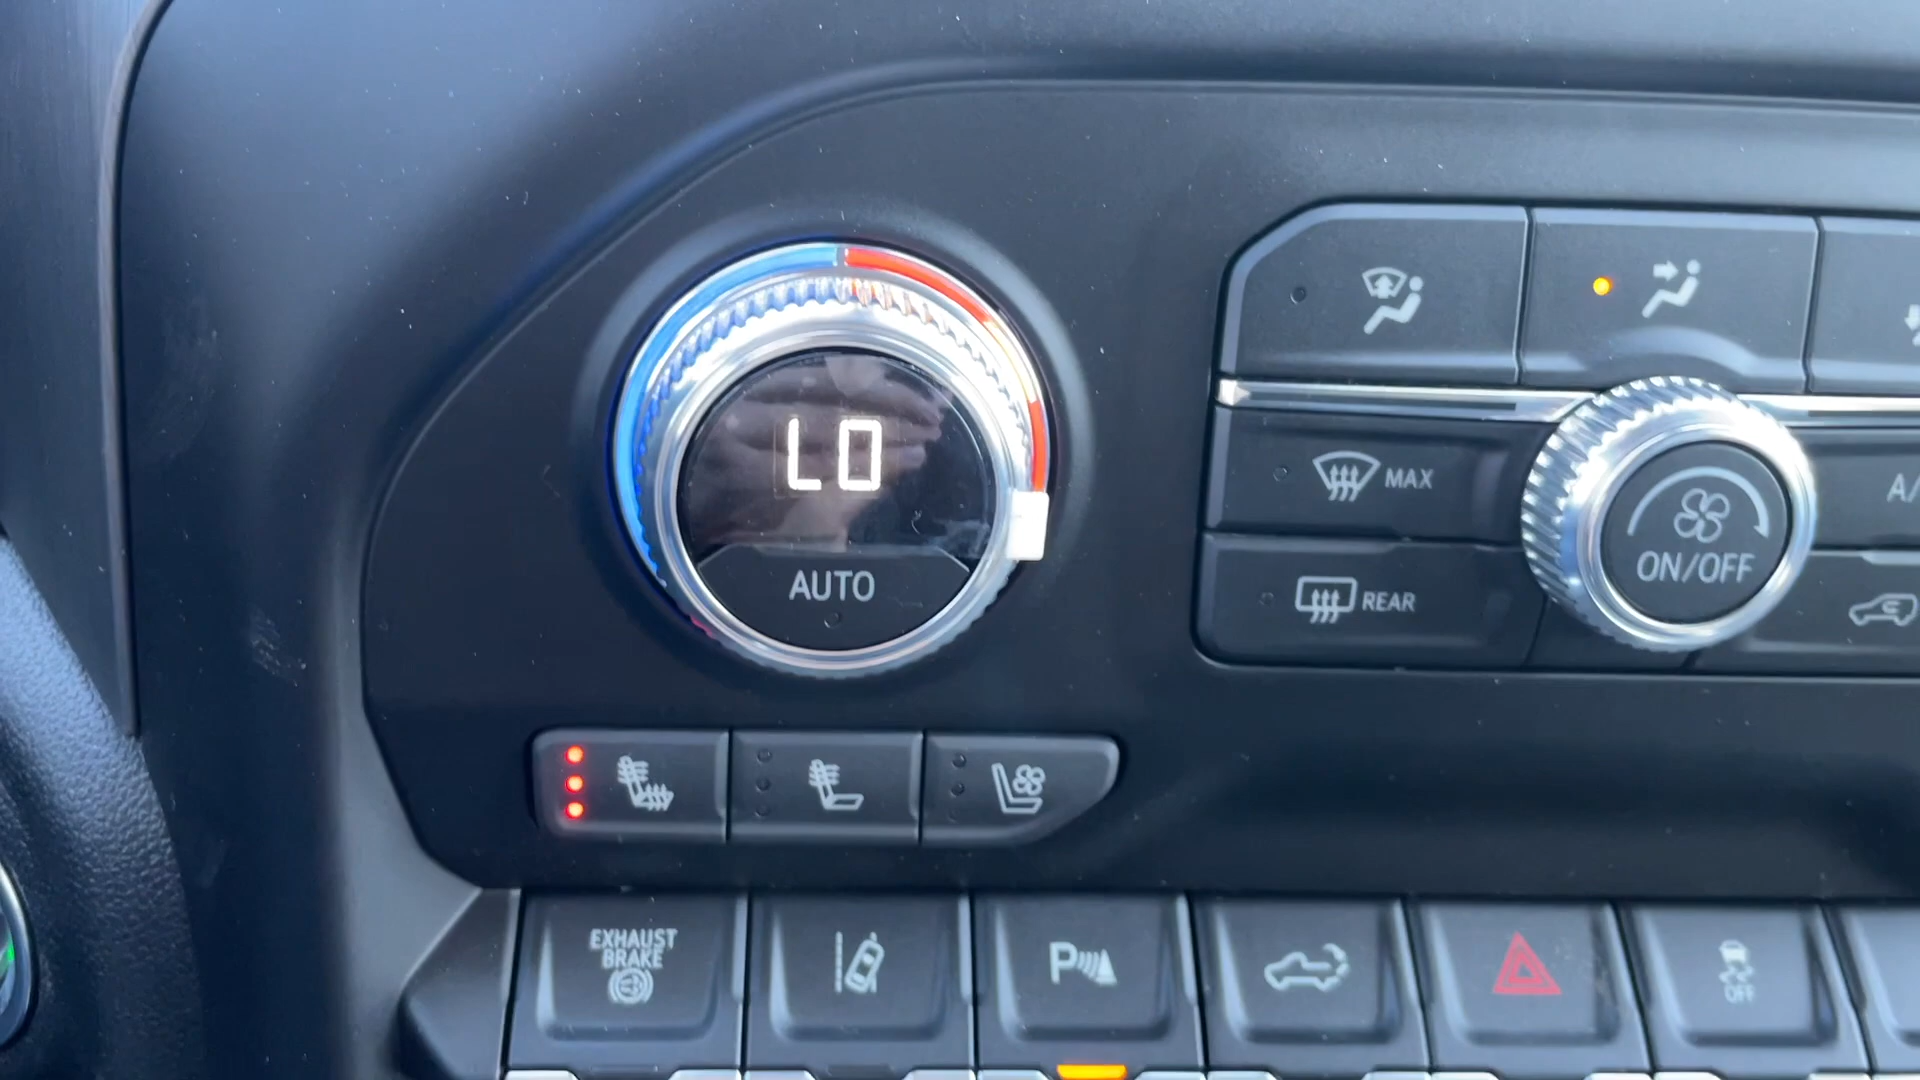 LO
AUTO
MAX
A/
ON/OFF
REAR
EXHAUST
BRAKE
P
OFF